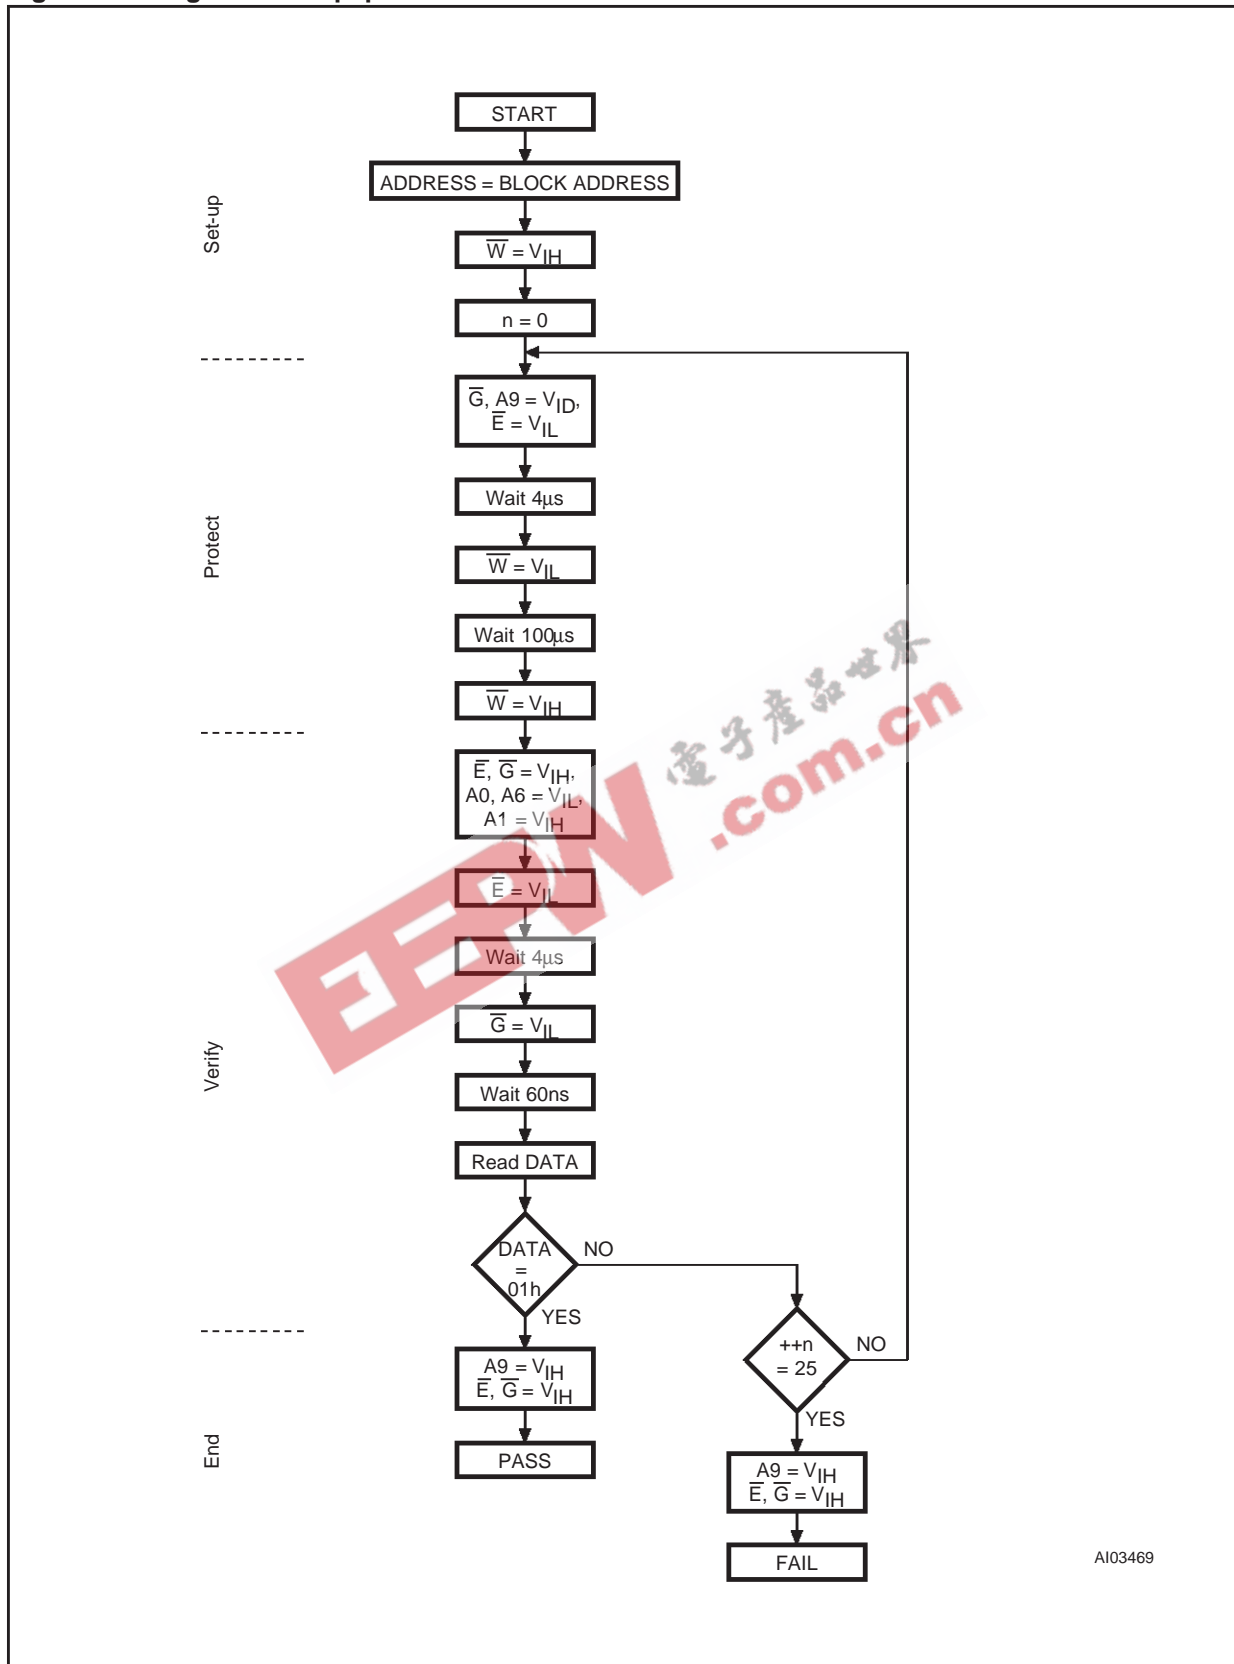 START
ADDRESS = BLOCK ADDRESS
Set-up
W̅ = VIH
n = 0
G̅, A9 = VID,
E̅ = VIL
Wait 4µs
Protect
W̅ = VIL
Wait 100µs
W̅ = VIH
E̅, G̅ = VIH,
A0, A6 = VIL,
A1 = VIH
E̅ = VIL
Wait 4µs
G̅ = VIL
Verify
Wait 60ns
Read DATA
DATA
=
01h
NO
YES
++n
= 25
NO
YES
A9 = VIH
E̅, G̅ = VIH
End
PASS
A9 = VIH
E̅, G̅ = VIH
FAIL
AI03469
EEPW
電子產品世界
.com.cn